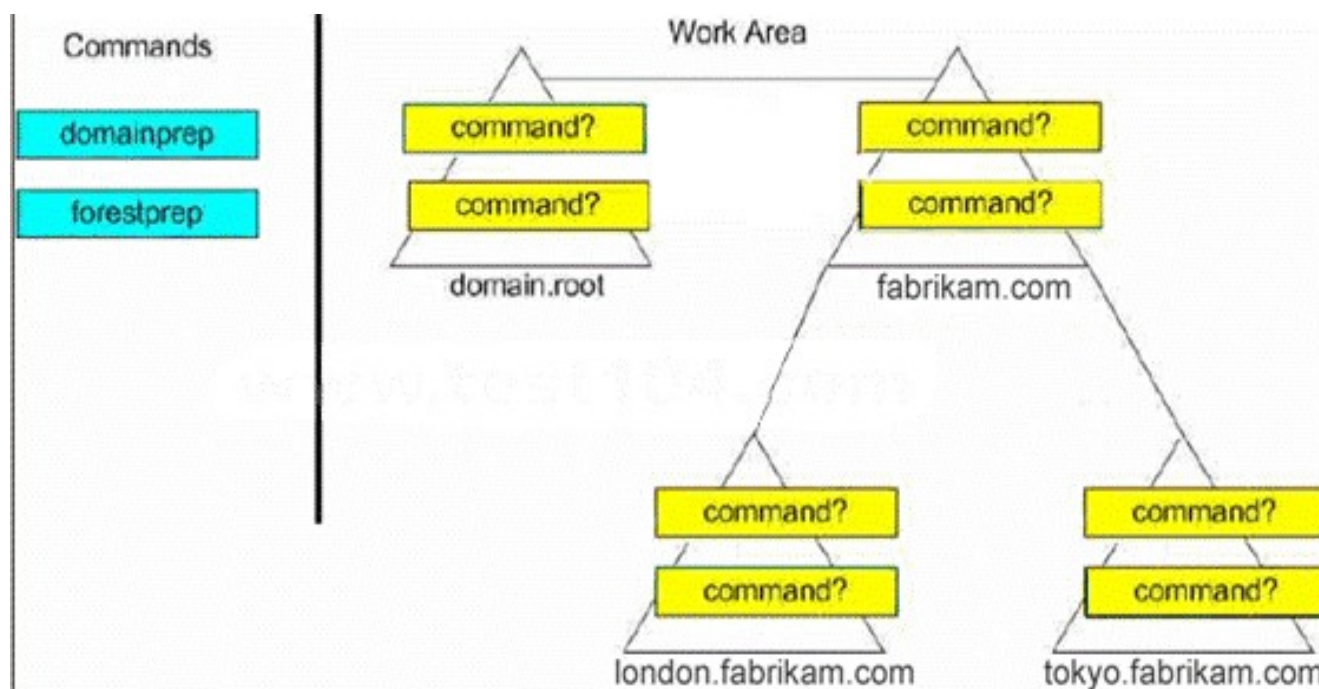 Commands
Work Area
domainprep
forestprep
command?
command?
command?
command?
domain.root
fabrikam.com
command?
command?
command?
command?
london.fabrikam.com
tokyo.fabrikam.com